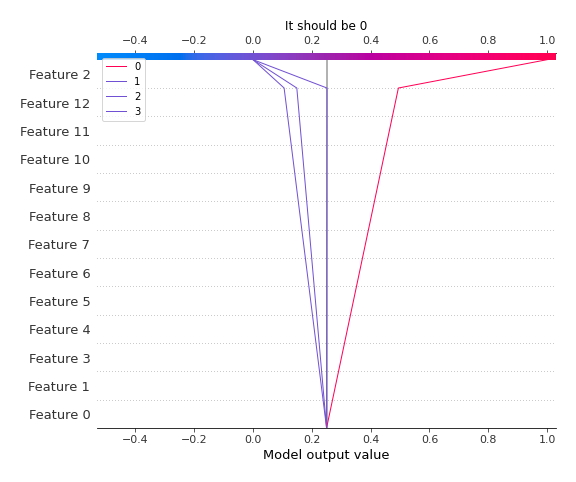 It should be 0
−0.4 −0.2 0.0 0.2 0.4 0.6 0.8 1.0
0
1
2
3
Feature 2
Feature 12
Feature 11
Feature 10
Feature 9
Feature 8
Feature 7
Feature 6
Feature 5
Feature 4
Feature 3
Feature 1
Feature 0
−0.4 −0.2 0.0 0.2 0.4 0.6 0.8 1.0
Model output value